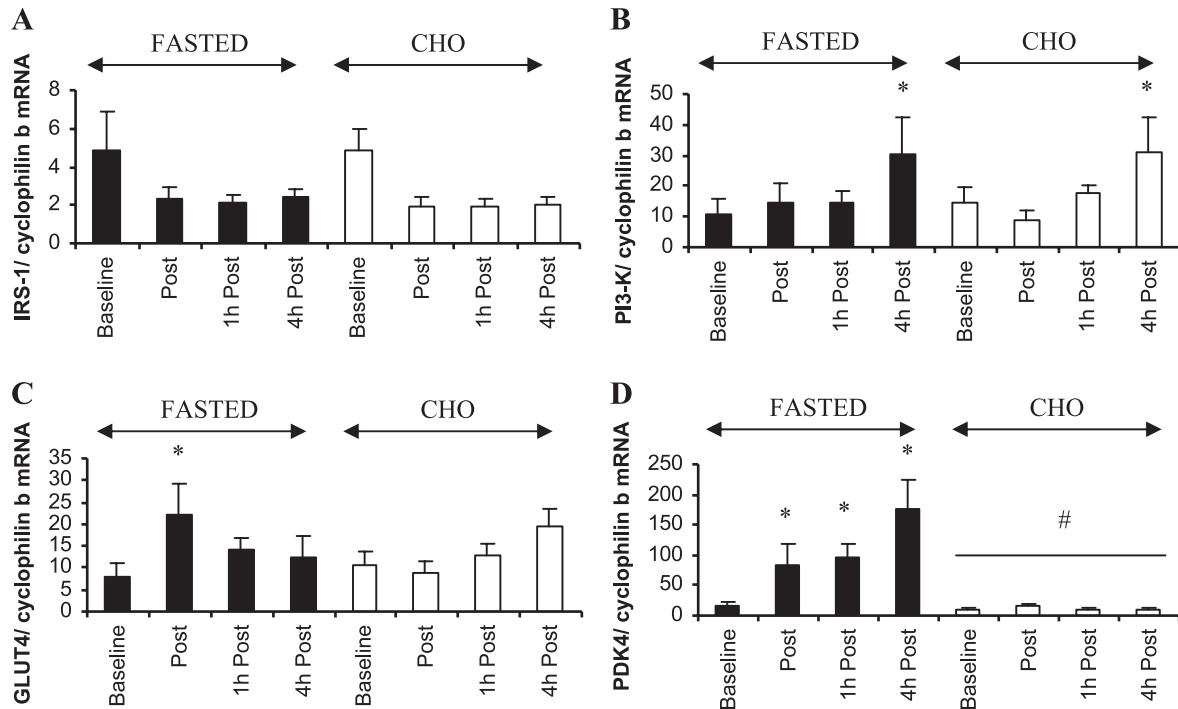 A
FASTED CHO
IRS-1/ cyclophilin b mRNA
8
6
4
2
0
Baseline
Post
1h Post
4h Post
Baseline
Post
1h Post
4h Post
B
FASTED CHO
PI3-K/ cyclophilin b mRNA
50
40
30
20
10
0
* *
Baseline
Post
1h Post
4h Post
Baseline
Post
1h Post
4h Post
C
FASTED CHO
GLUT4/ cyclophilin b mRNA
35
30
25
20
15
10
5
0
*
Baseline
Post
1h Post
4h Post
Baseline
Post
1h Post
4h Post
D
FASTED CHO
PDK4/ cyclophilin b mRNA
250
200
150
100
50
0
* * * #
Baseline
Post
1h Post
4h Post
Baseline
Post
1h Post
4h Post